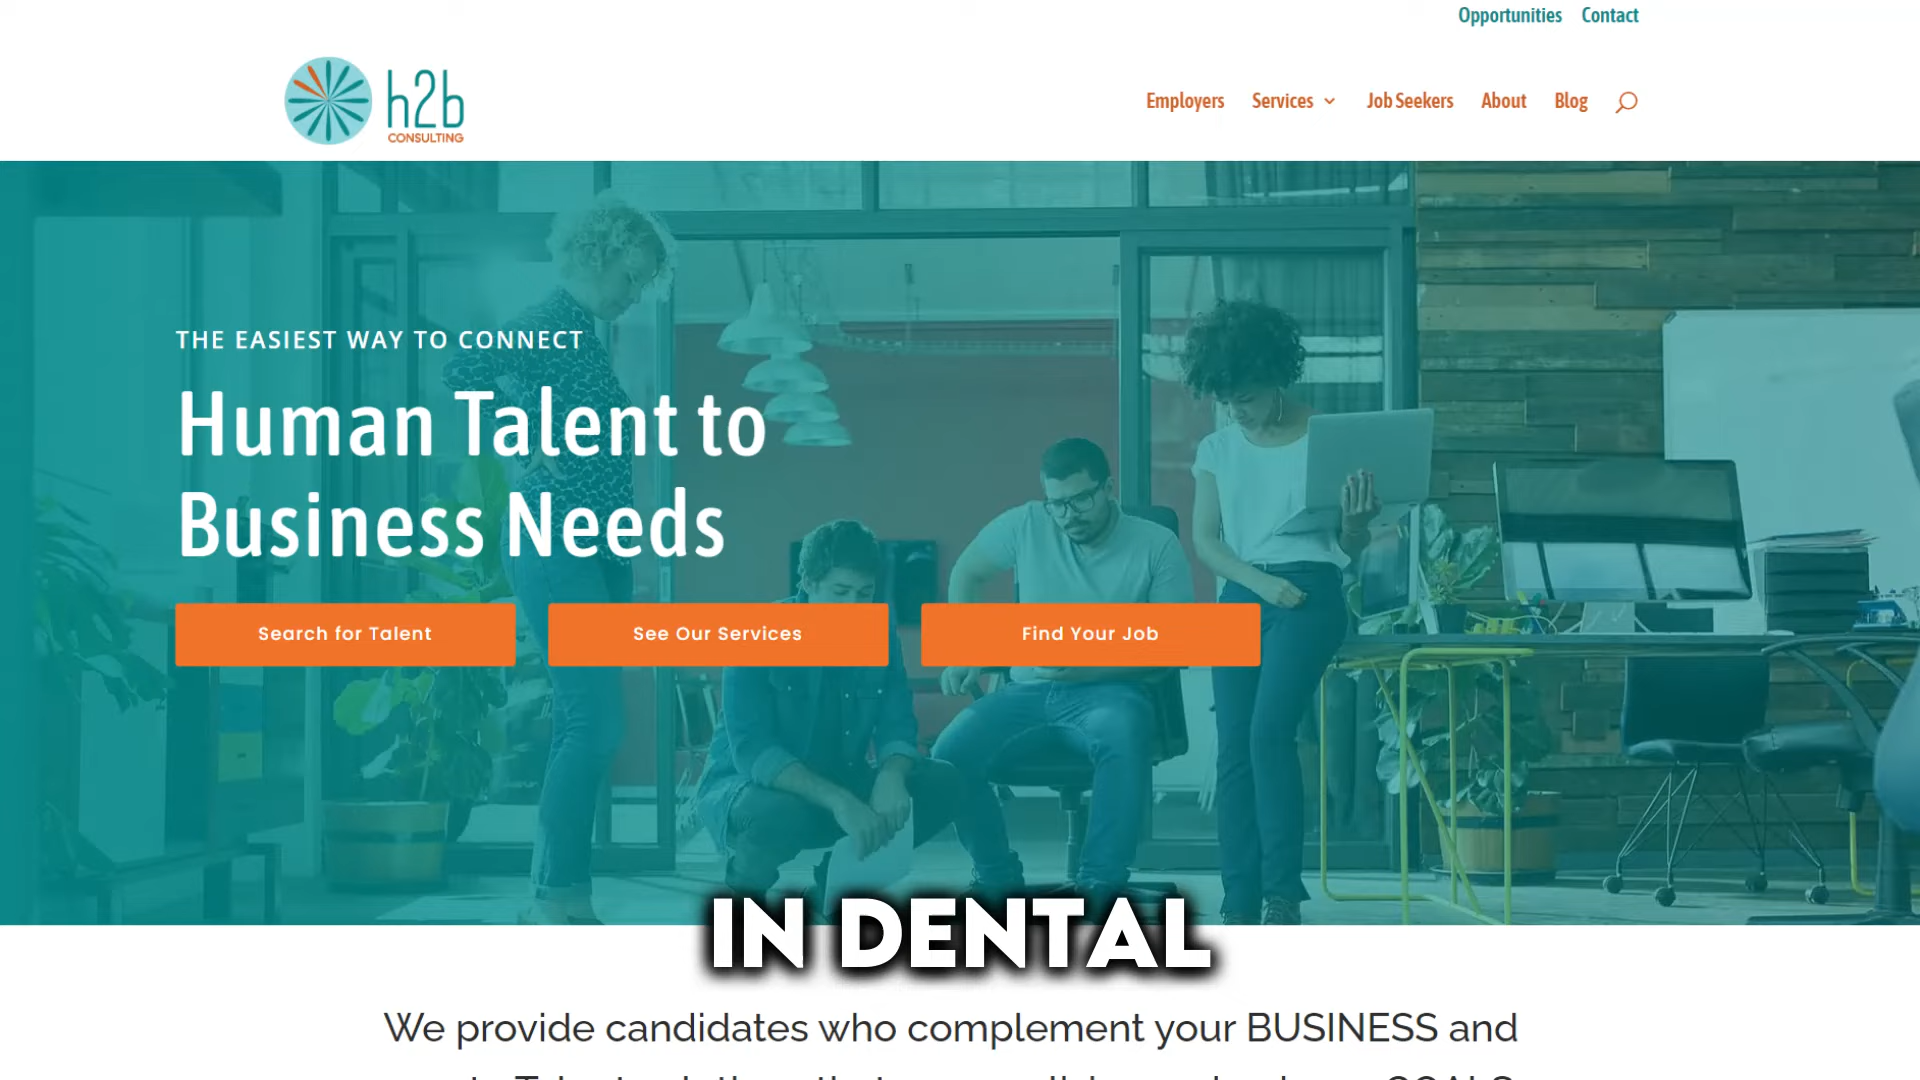 Opportunities Contact
h2b
CONSULTING
Employers Services Job Seekers About Blog
THE EASIEST WAY TO CONNECT
Human Talent to
Business Needs
Search for Talent See Our Services Find Your Job
IN DENTAL
We provide candidates who complement your BUSINESS and